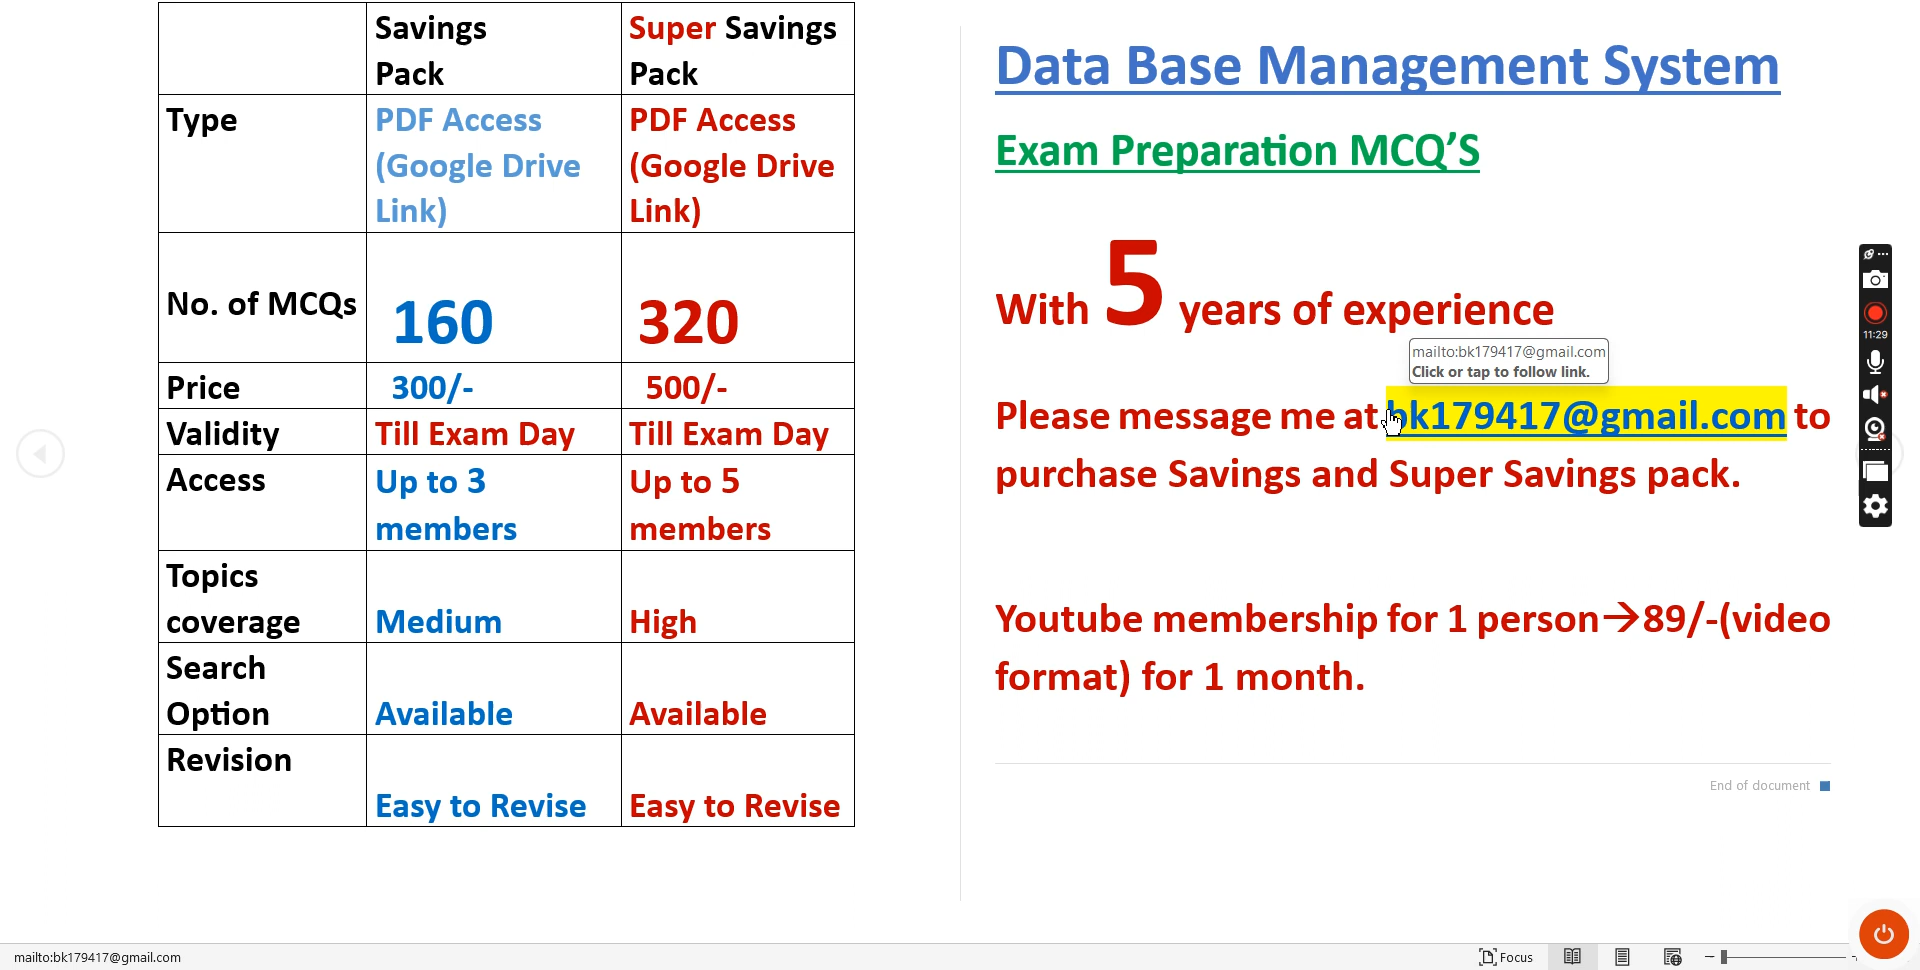 Savings
Pack
Super Savings
Pack
Type
PDF Access
(Google Drive
Link)
PDF Access
(Google Drive
Link)
No. of MCQs
160
320
Price
300/-
500/-
Validity
Till Exam Day
Till Exam Day
Access
Up to 3
members
Up to 5
members
Topics
coverage
Medium
High
Search
Option
Available
Available
Revision
Easy to Revise
Easy to Revise
Data Base Management System
Exam Preparation MCQ’S
With 5 years of experience
mailto:bk179417@gmail.com
Click or tap to follow link.
Please message me at bk179417@gmail.com to
purchase Savings and Super Savings pack.
Youtube membership for 1 person→89/-(video
format) for 1 month.
End of document
11:29
mailto:bk179417@gmail.com
Focus